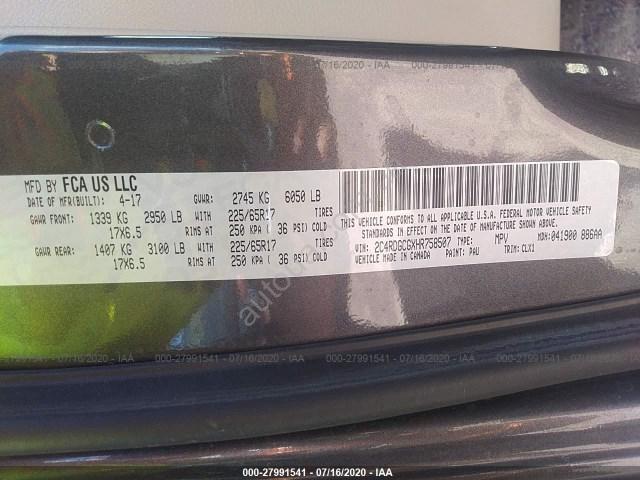 MFD BY FCA US LLC
DATE OF MFR(BUILT): 4-17 GVWR: 2745 KG 6050 LB
GAWR FRONT: 1339 KG 2950 LB WITH 225/65R17 TIRES
17X6.5 RIMS AT 250 KPA ( 36 PSI) COLD
GAWR REAR: 1407 KG 3100 LB WITH 225/65R17 TIRES
17X6.5 RIMS AT 250 KPA ( 36 PSI) COLD
THIS VEHICLE CONFORMS TO ALL APPLICABLE U.S.A. FEDERAL MOTOR VEHICLE SAFETY
STANDARDS IN EFFECT ON THE DATE OF MANUFACTURE SHOWN ABOVE.
VIN: 2C4RDGCGXHR758507 TYPE: MPV MDH: 041900 886AA
VEHICLE MADE IN CANADA PAINT: PAU TRIM: CLX1
000-27991541 - 07/16/2020 - IAA